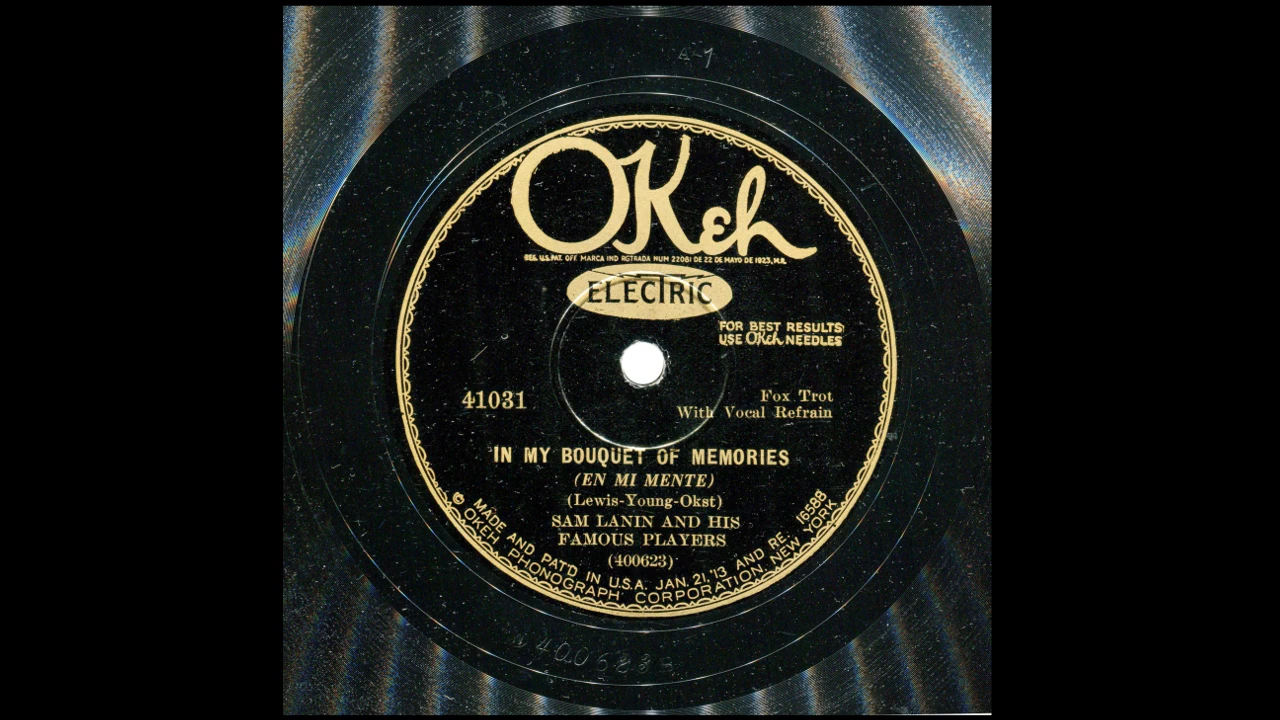 A-1
OKeh
REG. U.S. PAT. OFF. MARCA IND RGTRADA NUM 22081 DE 22 DE MAYO DE 1923, M.R.
ELECTRIC
FOR BEST RESULTS
USE OKeh NEEDLES
41031
Fox Trot
With Vocal Refrain
IN MY BOUQUET OF MEMORIES
(EN MI MENTE)
(Lewis-Young-Okst)
SAM LANIN AND HIS
FAMOUS PLAYERS
(400623)
© MADE AND PAT'D IN U.S.A. JAN. 21, '13 AND RE. 16588
OKEH PHONOGRAPH CORPORATION, NEW YORK